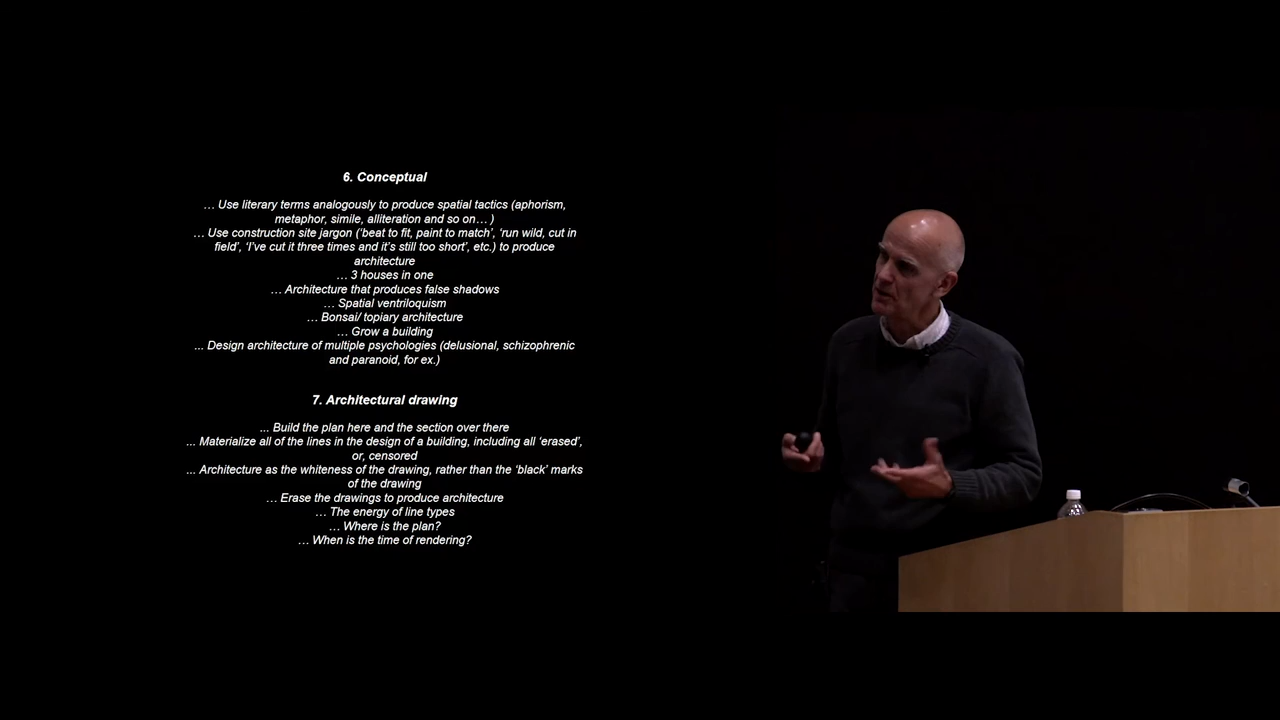 6. Conceptual
… Use literary terms analogously to produce spatial tactics (aphorism,
metaphor, simile, alliteration and so on… )
… Use construction site jargon (‘beat to fit, paint to match’, ‘run wild, cut in
field’, ‘I’ve cut it three times and it’s still too short’, etc.) to produce
architecture
… 3 houses in one
… Architecture that produces false shadows
… Spatial ventriloquism
… Bonsai/ topiary architecture
… Grow a building
... Design architecture of multiple psychologies (delusional, schizophrenic
and paranoid, for ex.)
7. Architectural drawing
... Build the plan here and the section over there
... Materialize all of the lines in the design of a building, including all ‘erased’,
or, censored
... Architecture as the whiteness of the drawing, rather than the ‘black’ marks
of the drawing
… Erase the drawings to produce architecture
… The energy of line types
… Where is the plan?
… When is the time of rendering?